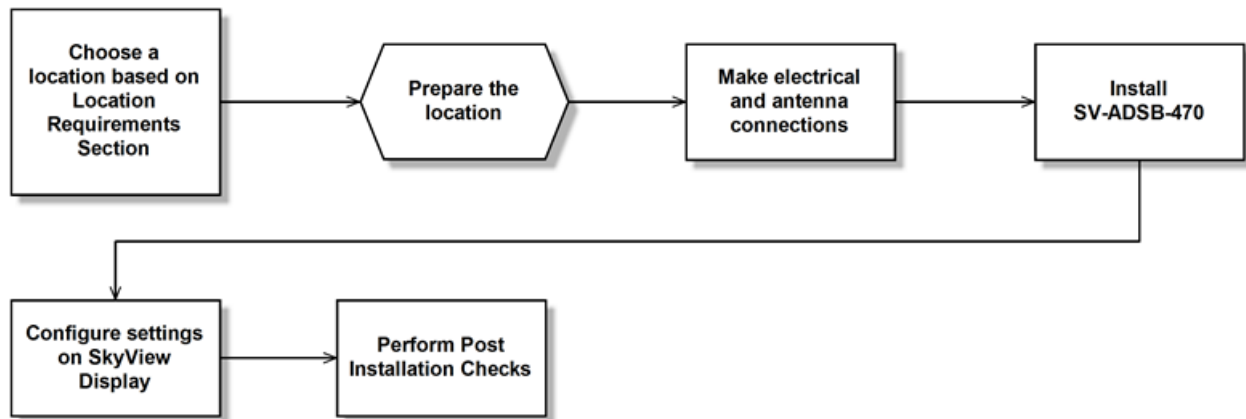 Choose a
location based on
Location
Requirements
Section
Prepare the
location
Make electrical
and antenna
connections
Install
SV-ADSB-470
Configure settings
on SkyView
Display
Perform Post
Installation Checks